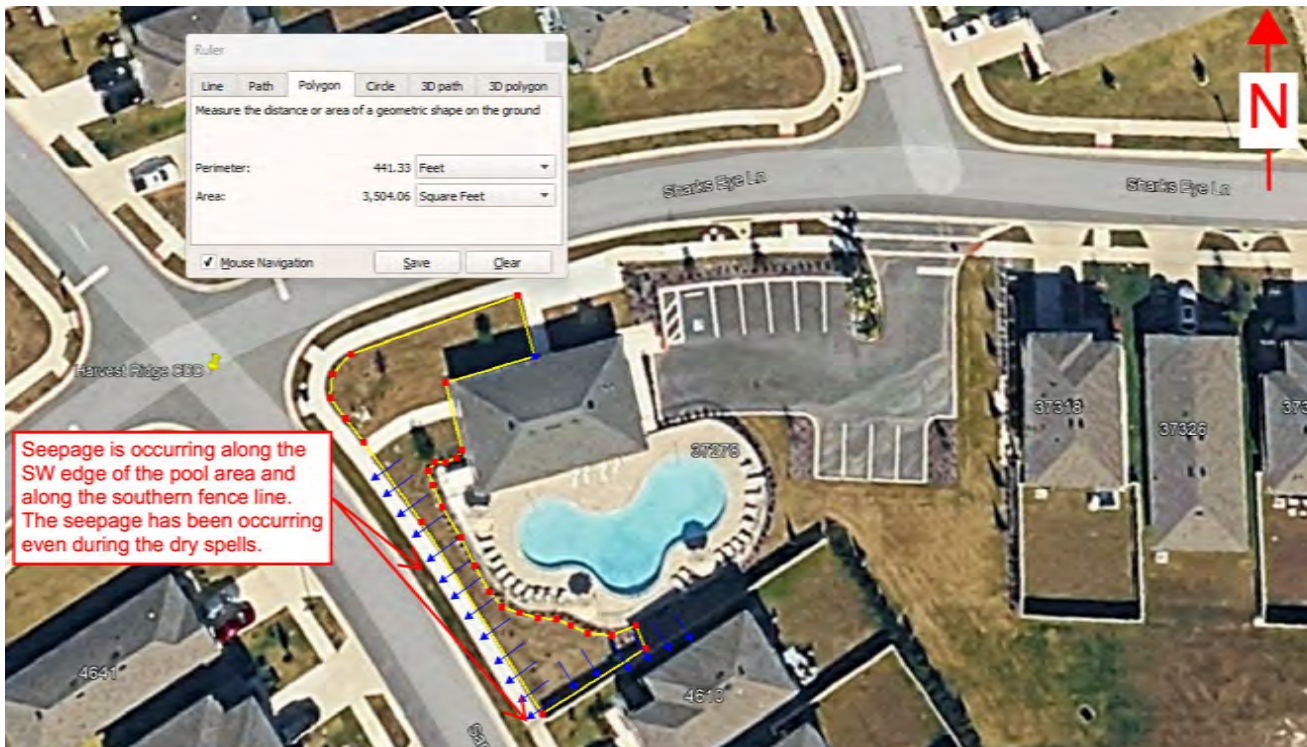 Ruler
Line Path Polygon Circle 3D path 3D polygon
Measure the distance or area of a geometric shape on the ground
Perimeter: 441.33 Feet
Area: 3,504.06 Square Feet
Mouse Navigation Save Clear
N
Sharks Eye Ln
Sharks Eye Ln
Harvest Ridge CDD
37318
37326
37278
Seepage is occurring along the
SW edge of the pool area and
along the southern fence line.
The seepage has been occurring
even during the dry spells.
4641